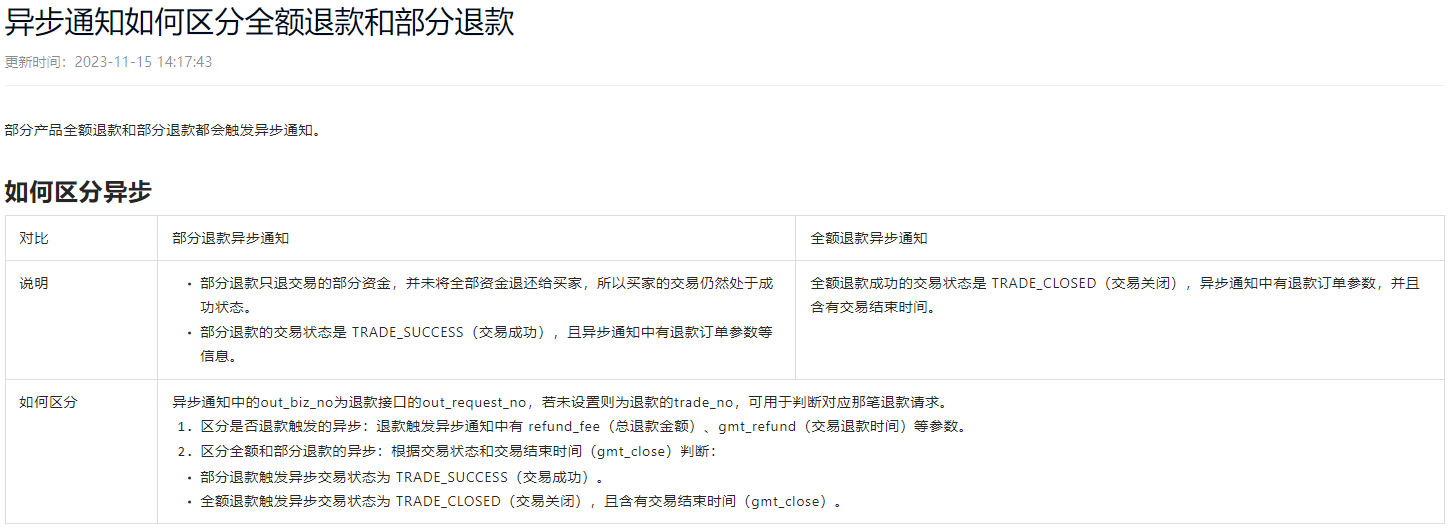 异步通知如何区分全额退款和部分退款
更新时间：2023-11-15 14:17:43
部分产品全额退款和部分退款都会触发异步通知。
如何区分异步
对比
部分退款异步通知
全额退款异步通知
说明
• 部分退款只退交易的部分资金，并未将全部资金退还给买家，所以买家的交易仍然处于成
功状态。
• 部分退款的交易状态是 TRADE_SUCCESS（交易成功），且异步通知中有退款订单参数等
信息。
全额退款成功的交易状态是 TRADE_CLOSED（交易关闭），异步通知中有退款订单参数，并且
含有交易结束时间。
如何区分
异步通知中的out_biz_no为退款接口的out_request_no，若未设置则为退款的trade_no，可用于判断对应那笔退款请求。
1. 区分是否退款触发的异步：退款触发异步通知中有 refund_fee（总退款金额）、gmt_refund（交易退款时间）等参数。
2. 区分全额和部分退款的异步：根据交易状态和交易结束时间（gmt_close）判断：
• 部分退款触发异步交易状态为 TRADE_SUCCESS（交易成功）。
• 全额退款触发异步交易状态为 TRADE_CLOSED（交易关闭），且含有交易结束时间（gmt_close）。